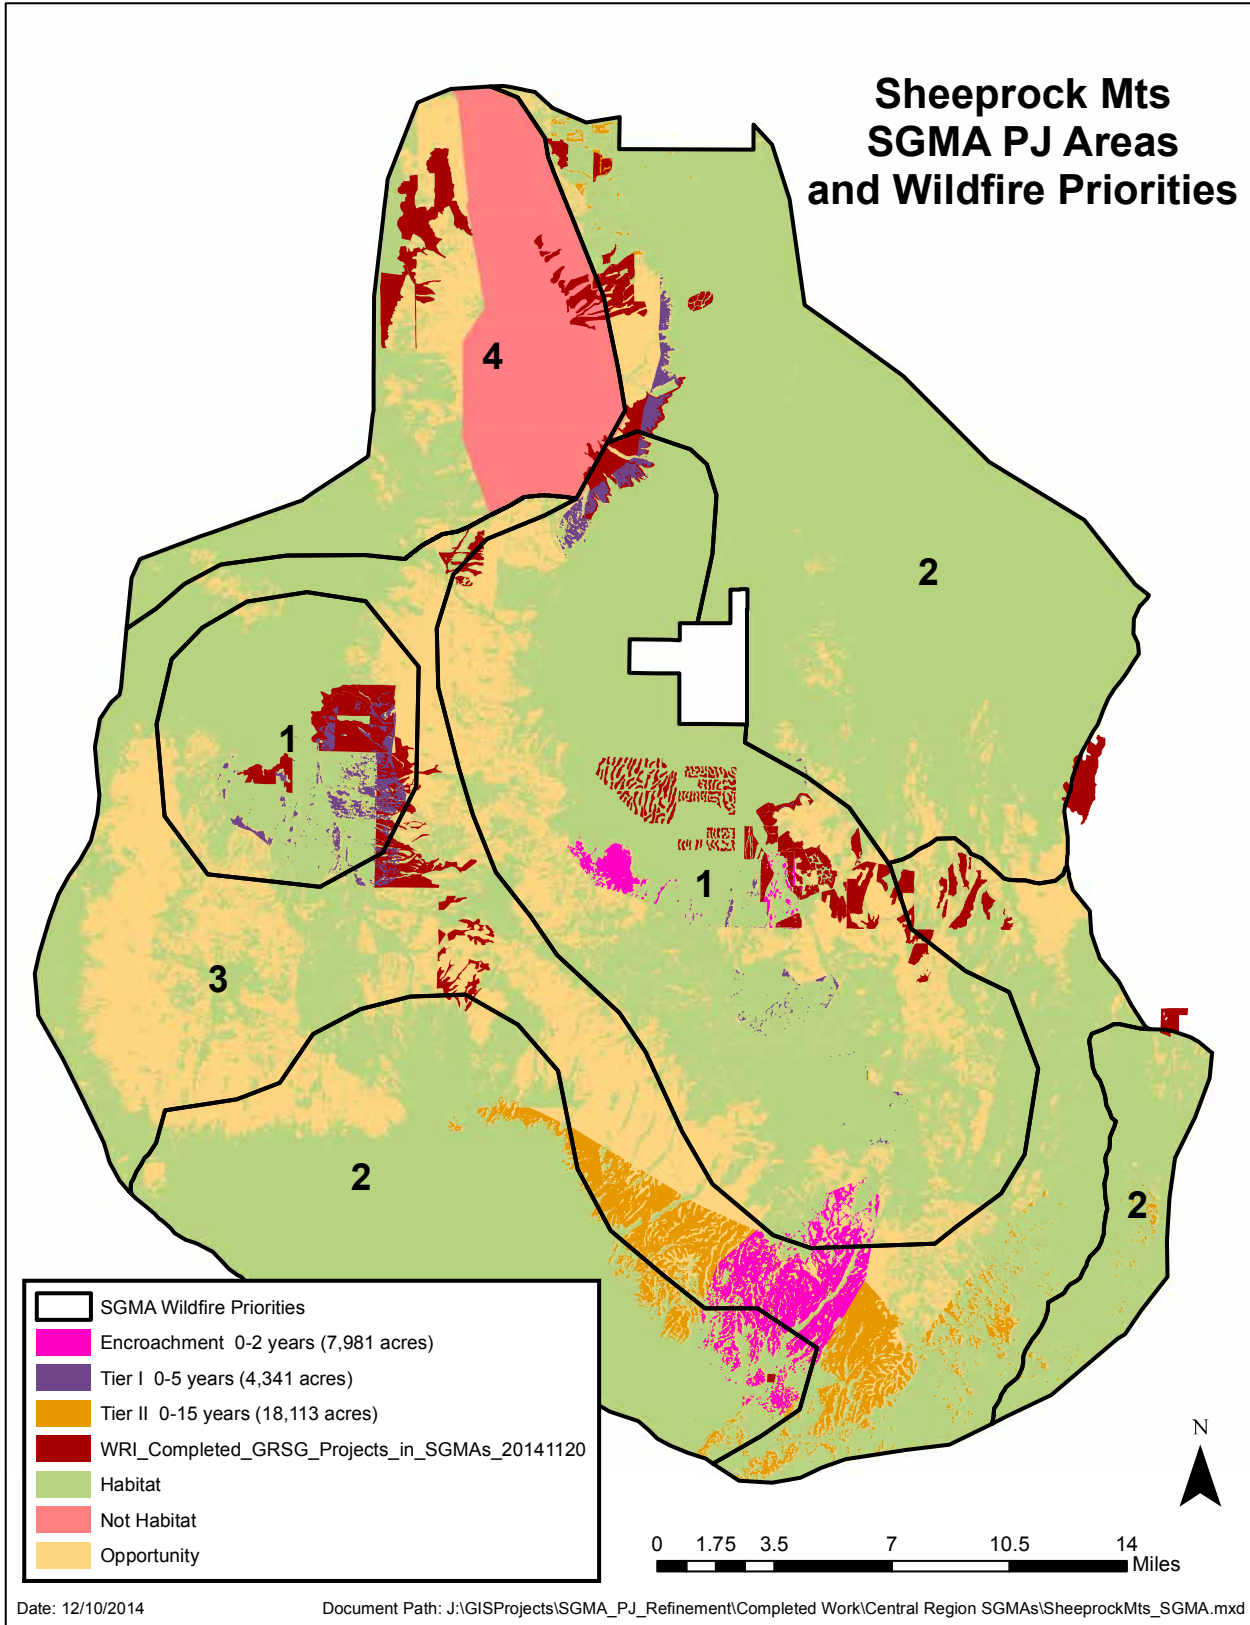 Sheeprock Mts
SGMA PJ Areas
and Wildfire Priorities
4
2
1
1
3
2
2
SGMA Wildfire Priorities
Encroachment 0-2 years (7,981 acres)
Tier I 0-5 years (4,341 acres)
Tier II 0-15 years (18,113 acres)
WRI_Completed_GRSG_Projects_in_SGMAs_20141120
Habitat
Not Habitat
Opportunity
N
0 1.75 3.5 7 10.5 14
Miles
Date: 12/10/2014
Document Path: J:\GISProjects\SGMA_PJ_Refinement\Completed Work\Central Region SGMAs\SheeprockMts_SGMA.mxd